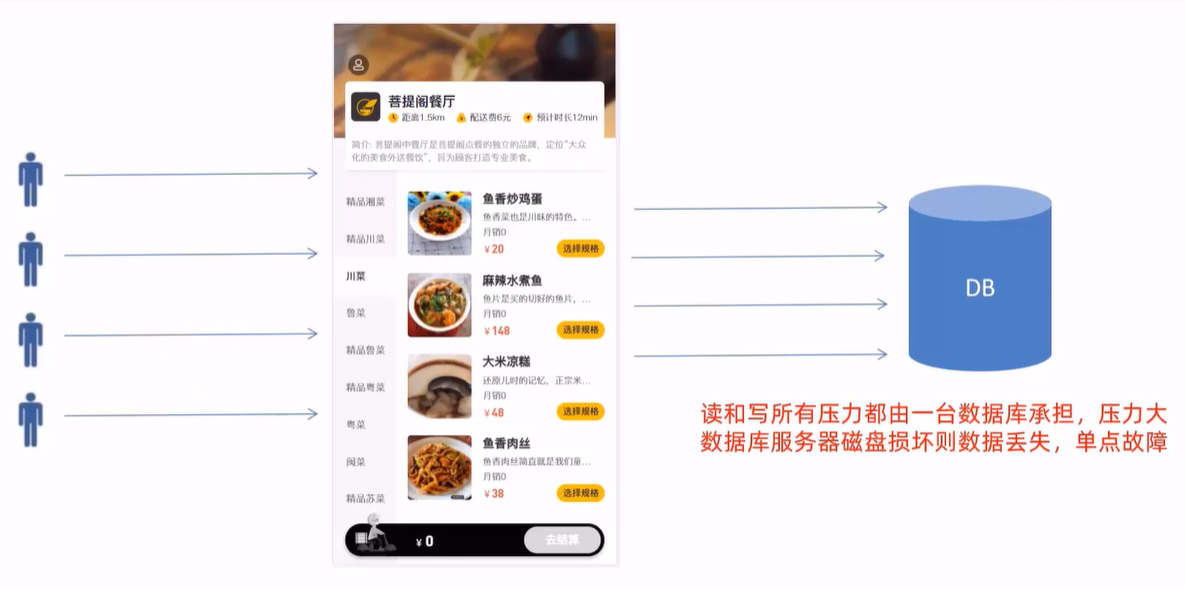 菩提阁餐厅
距离1.5km 配送费6元 预计时长12min
简介: 菩提阁中餐厅是菩提阁点餐的独立的品牌，定位“大众
化的美食外送餐饮”，旨为顾客打造专业美食。
精品湘菜
精品川菜
川菜
鲁菜
精品鲁菜
精品粤菜
粤菜
闽菜
精品苏菜
鱼香炒鸡蛋
鱼香菜也是川味的特色。...
月销0
￥20 选择规格
麻辣水煮鱼
鱼片是买的切好的鱼片，...
月销0
￥148 选择规格
大米凉糕
还原儿时的记忆，正宗米...
月销0
￥48 选择规格
鱼香肉丝
鱼香肉丝简直就是我们童...
月销0
￥38 选择规格
￥0 去结算
DB
读和写所有压力都由一台数据库承担，压力大
数据库服务器磁盘损坏则数据丢失，单点故障